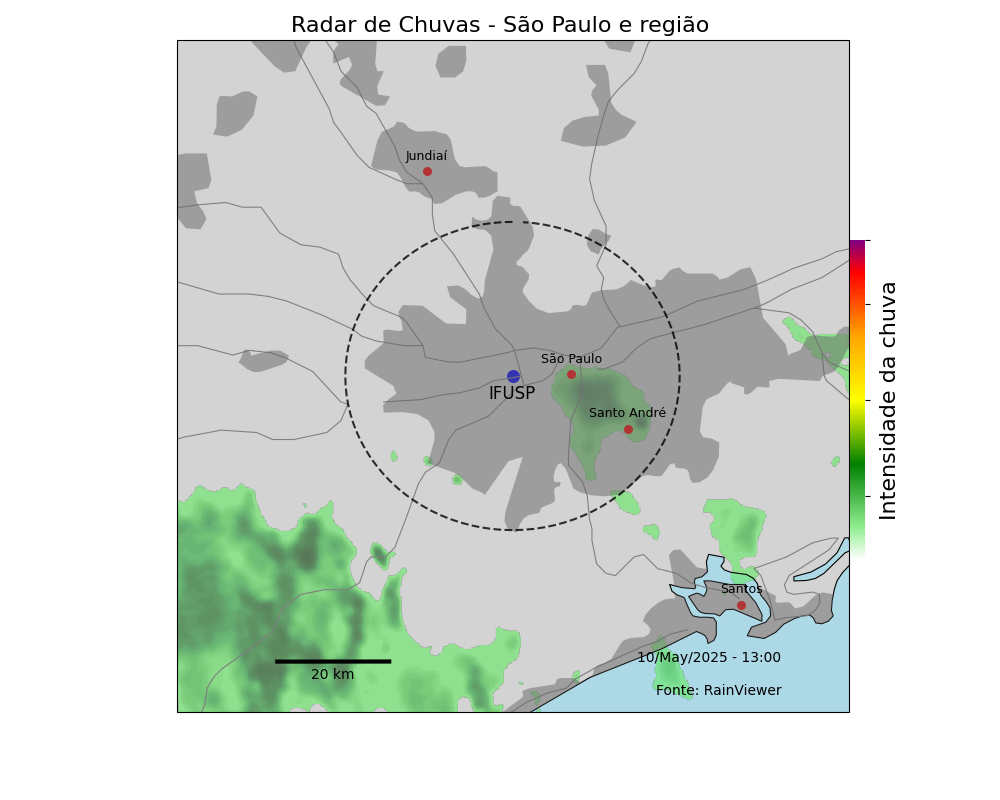 Radar de Chuvas - São Paulo e região
Jundiaí
São Paulo
IFUSP
Santo André
Intensidade da chuva
Santos
10/May/2025 - 13:00
20 km
Fonte: RainViewer